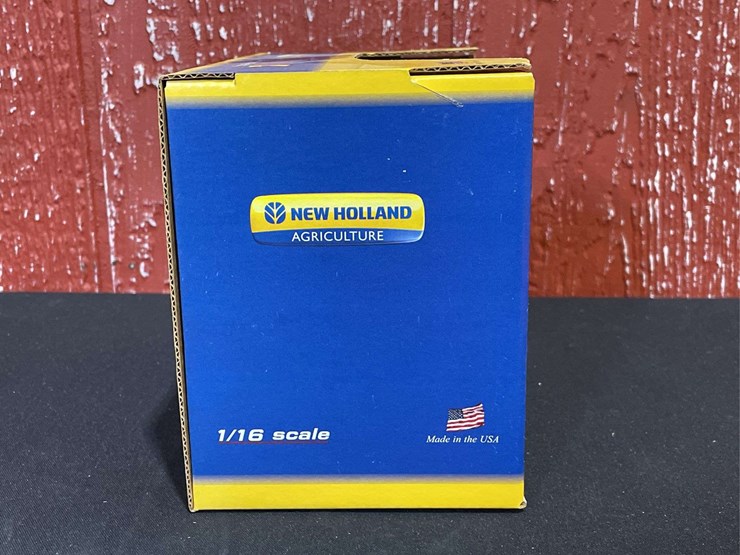 NEW HOLLAND
AGRICULTURE
1/16 scale
Made in the USA